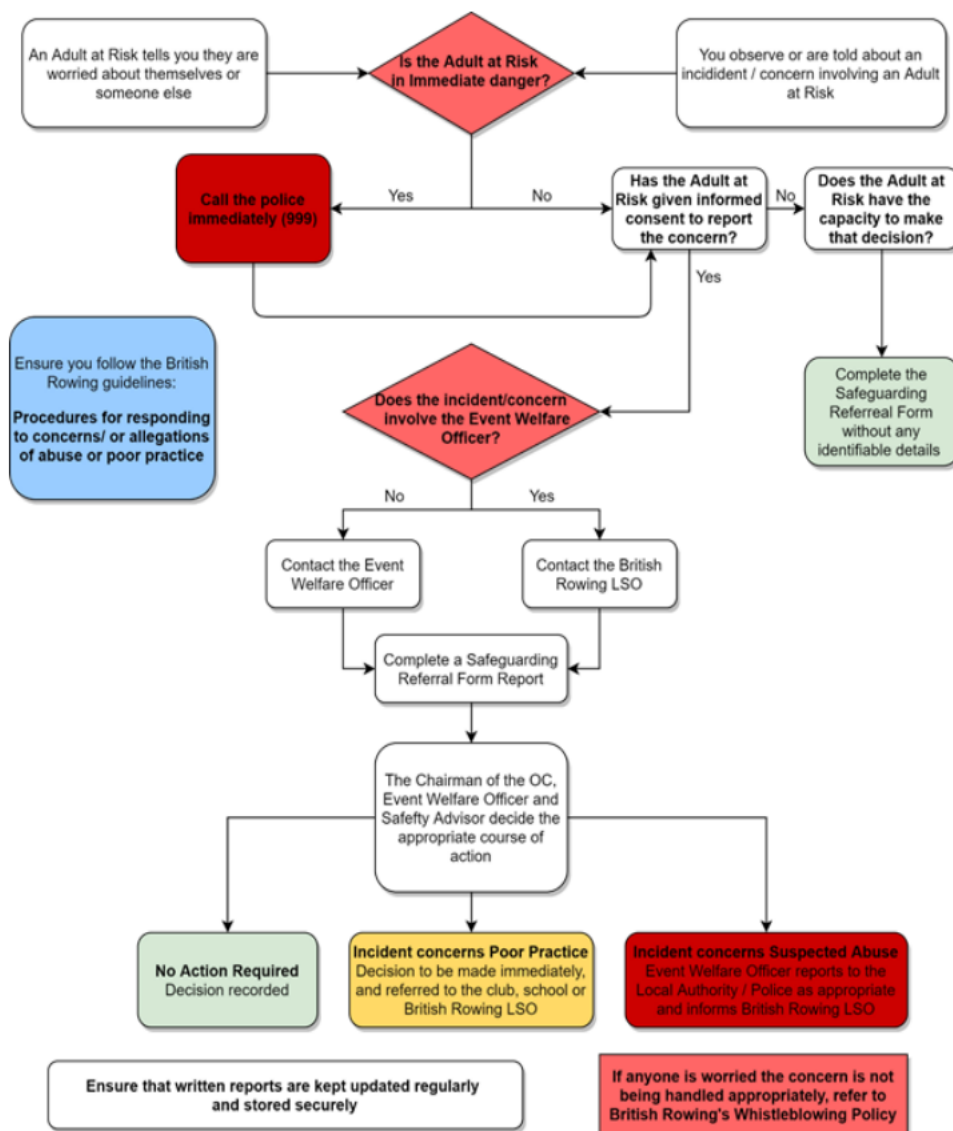 An Adult at Risk tells you they are
worried about themselves or
someone else
Is the Adult at Risk
in Immediate danger?
You observe or are told about an
incidident / concern involving an Adult
at Risk
Call the police
immediately (999)
Yes
No
Has the Adult at
Risk given informed
consent to report
the concern?
No
Does the Adult at
Risk have the
capacity to make
that decision?
Yes
Ensure you follow the British
Rowing guidelines:
Procedures for responding
to concerns/ or allegations
of abuse or poor practice
Does the incident/concern
involve the Event Welfare
Officer?
Complete the
Safeguarding
Referreal Form
without any
identifiable details
No
Yes
Contact the Event
Welfare Officer
Contact the British
Rowing LSO
Complete a Safeguarding
Referral Form Report
The Chairman of the OC,
Event Welfare Officer and
Safefty Advisor decide the
appropriate course of
action
No Action Required
Decision recorded
Incident concerns Poor Practice
Decision to be made immediately,
and referred to the club, school or
British Rowing LSO
Incident concerns Suspected Abuse
Event Welfare Officer reports to the
Local Authority / Police as appropriate
and informs British Rowing LSO
Ensure that written reports are kept updated regularly
and stored securely
If anyone is worried the concern is not
being handled appropriately, refer to
British Rowing's Whistleblowing Policy